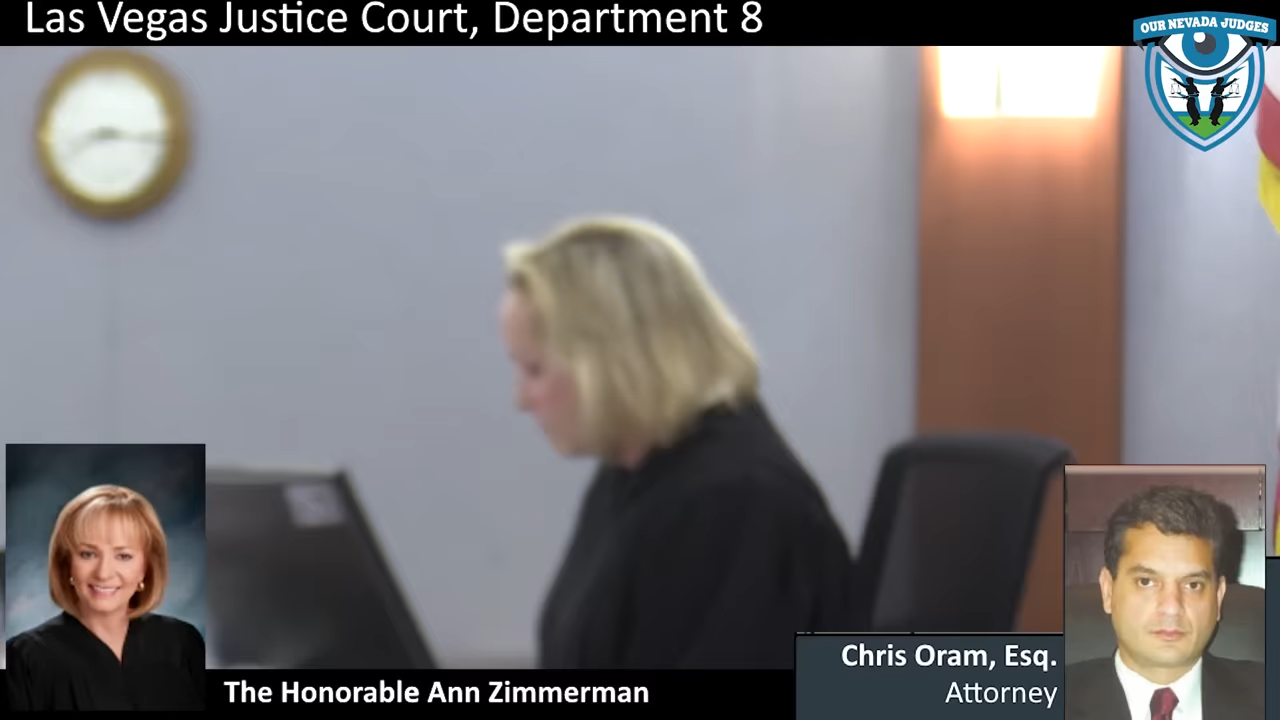 Las Vegas Justice Court, Department 8
OUR NEVADA JUDGES
Chris Oram, Esq.
Attorney
The Honorable Ann Zimmerman